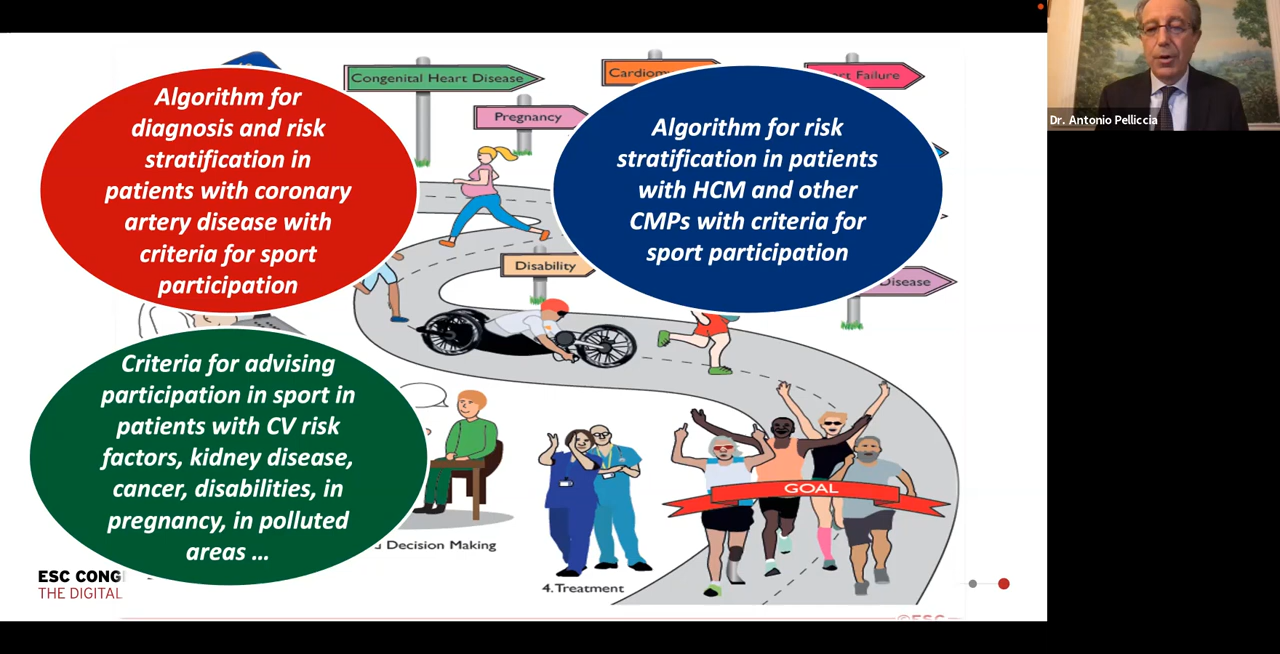 Congenital Heart Disease
Pregnancy
Failure
Algorithm for
diagnosis and risk
stratification in
patients with coronary
artery disease with
criteria for sport
participation
Algorithm for risk
stratification in patients
with HCM and other
CMPs with criteria for
sport participation
Dr. Antonio Pelliccia
Disability
Disease
Criteria for advising
participation in sport in
patients with CV risk
factors, kidney disease,
cancer, disabilities, in
pregnancy, in polluted
areas ...
GOAL
Decision Making
4. Treatment
ESC CONG
THE DIGITAL